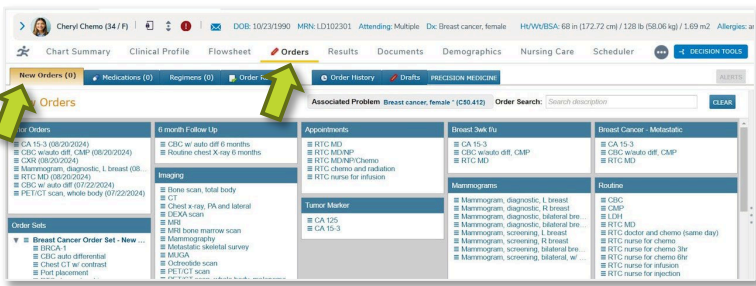 Cheryl Chemo (34 / F) DOB: 10/23/1990 MRN: LD102301 Attending: Multiple Dx: Breast cancer, female Ht/Wt/BSA: 68 in (172.72 cm) / 128 lb (58.06 kg) / 1.69 m2 Allergies:
Chart Summary Clinical Profile Flowsheet Orders Results Documents Demographics Nursing Care Scheduler DECISION TOOLS
New Orders (0) Medications (0) Regimens (0) Order Order History Drafts PRECISION MEDICINE ALERTS
Orders Associated Problem Breast cancer, female * (C50.412) Order Search: Search description CLEAR
Orders
CA 15-3 (08/20/2024)
CBC w/auto diff, CMP (08/20/2024)
CXR (08/20/2024)
Mammogram, diagnostic, L breast (08...
RTC MD (08/20/2024)
CBC w/ auto diff (07/22/2024)
PET/CT scan, whole body (07/22/2024)
Order Sets
Breast Cancer Order Set - New ...
BRCA-1
CBC auto differential
Chest CT w/ contrast
Port placement
6 month Follow Up
CBC w/ auto diff 6 months
Routine chest X-ray 6 months
Imaging
Bone scan, total body
CT
Chest x-ray, PA and lateral
DEXA scan
MRI
MRI bone marrow scan
Mammography
Metastatic skeletal survey
MUGA
Octreotide scan
PET/CT scan
PET/CT scan, whole body, melanoma
Appointments
RTC MD
RTC MD/NP
RTC MD/NP/Chemo
RTC chemo and radiation
RTC nurse for infusion
Tumor Marker
CA 125
CA 15-3
Breast 3wk f/u
CA 15-3
CBC w/auto diff, CMP
RTC MD
Mammograms
Mammogram, diagnostic, L breast
Mammogram, diagnostic, R breast
Mammogram, diagnostic, bilateral bre...
Mammogram, diagnostic, bilateral bre...
Mammogram, screening, L breast
Mammogram, screening, R breast
Mammogram, screening, bilateral bre...
Mammogram, screening, bilateral, w/ ...
Breast Cancer - Metastatic
CA 15-3
CBC w/auto diff, CMP
RTC MD
Routine
CBC
CMP
LDH
RTC MD
RTC doctor and chemo (same day)
RTC nurse for chemo
RTC nurse for chemo 3hr
RTC nurse for chemo 6hr
RTC nurse for infusion
RTC nurse for injection